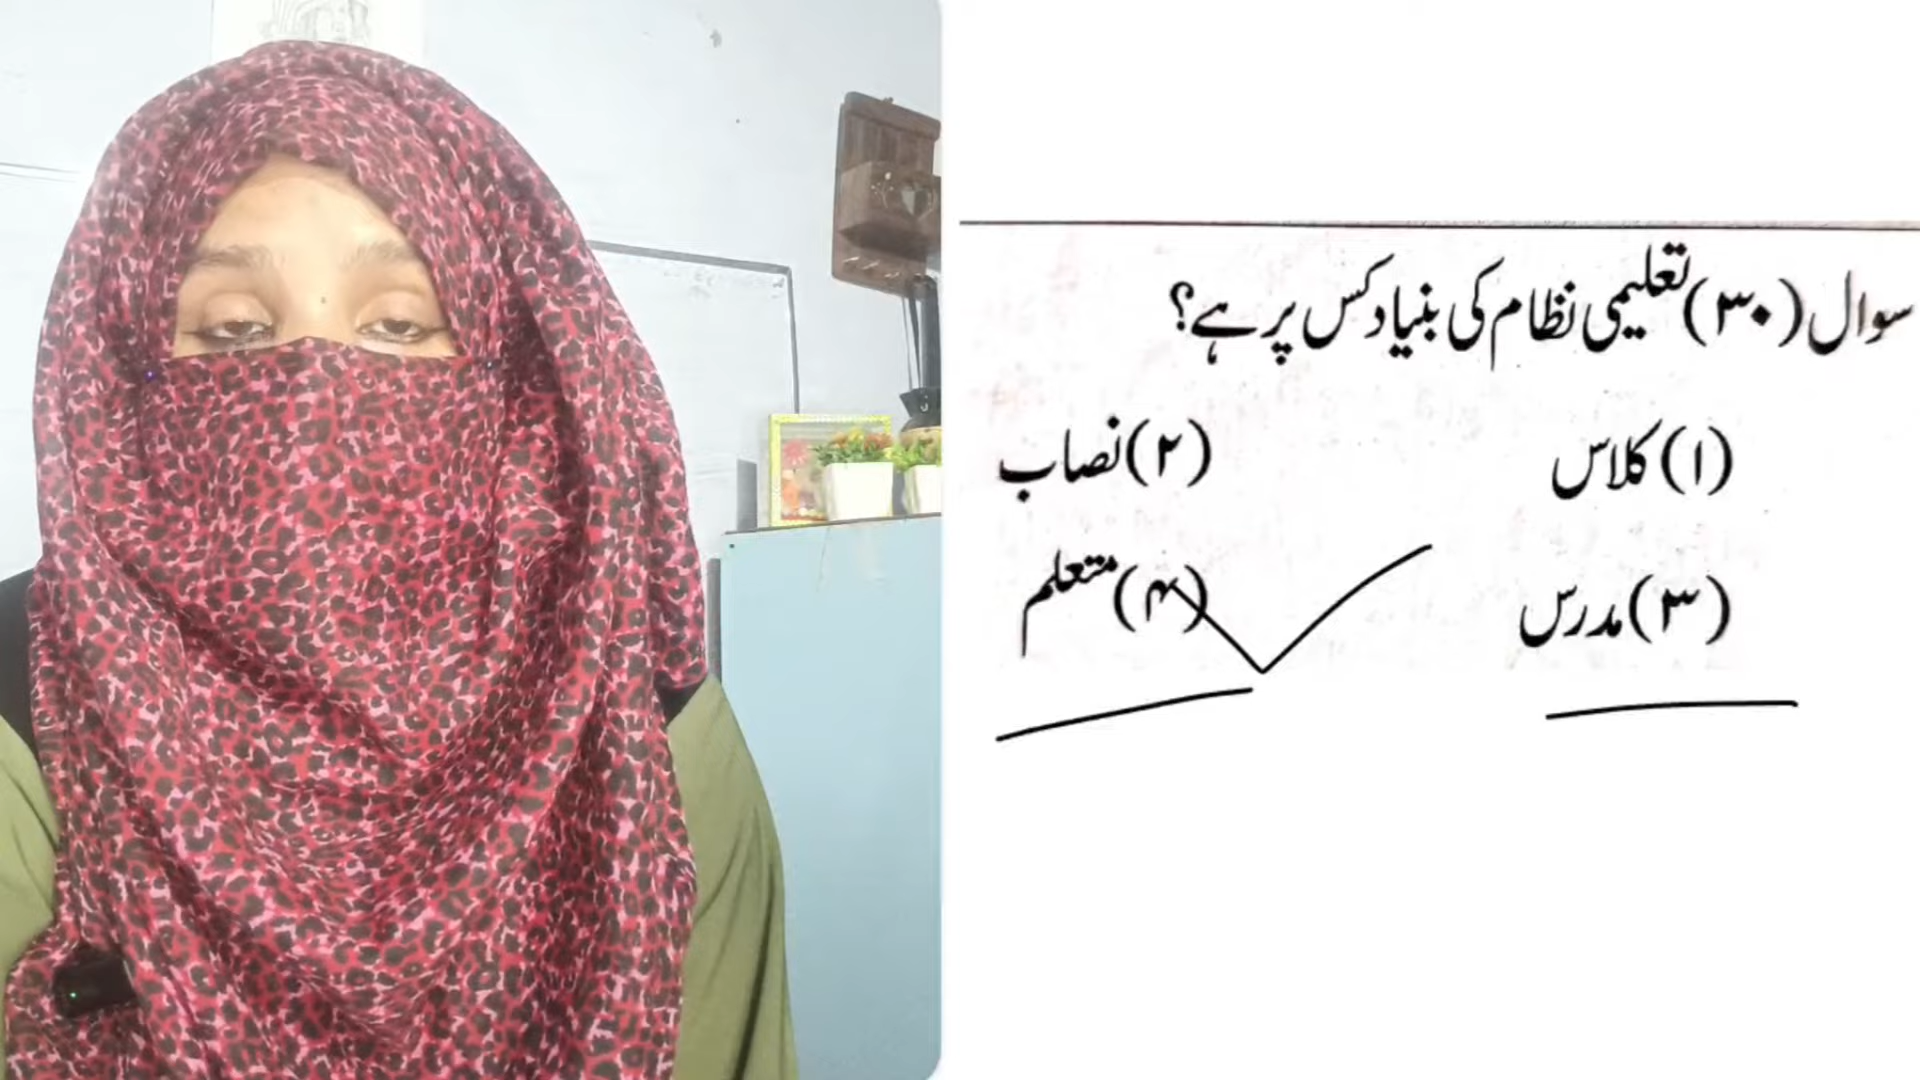 سوال (۳۰) تعلیمی نظام کی بنیاد کس پر ہے؟
(۱) کلاس (۲) نصاب
(۳) مدرس (۴) متعلم